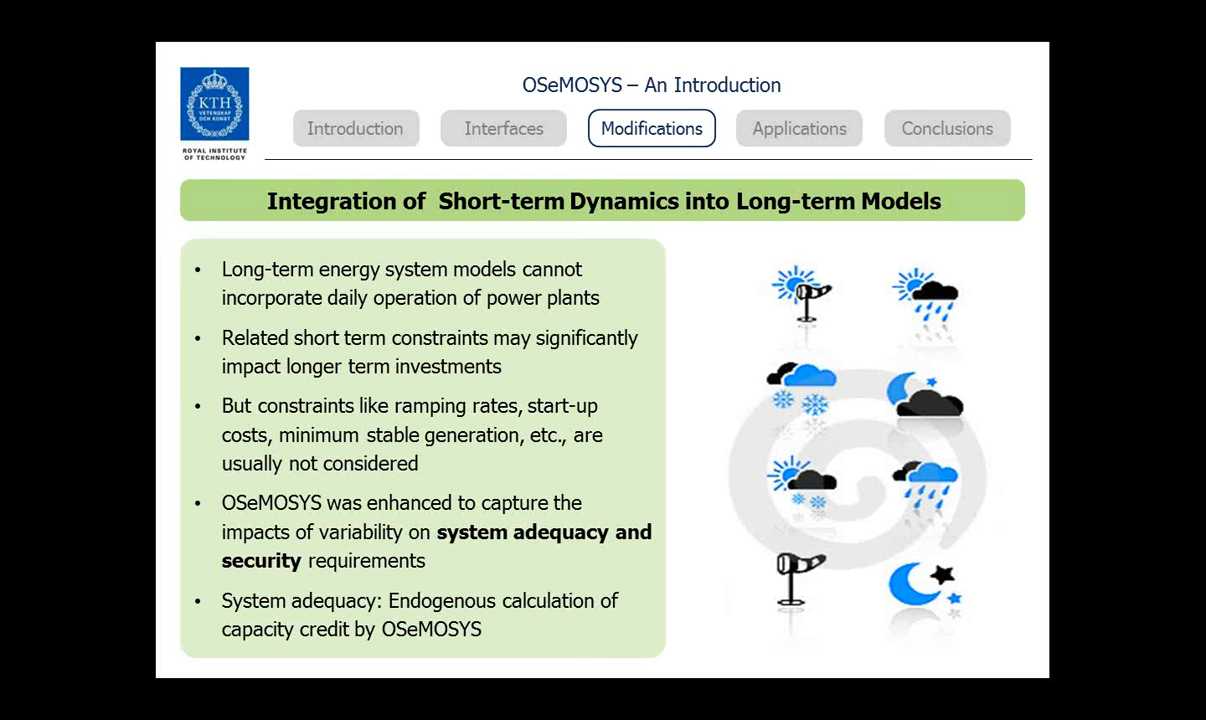 OSeMOSYS – An Introduction
KTH
VETENSKAP
OCH KONST
ROYAL INSTITUTE
OF TECHNOLOGY
Introduction
Interfaces
Modifications
Applications
Conclusions
Integration of Short-term Dynamics into Long-term Models
• Long-term energy system models cannot
incorporate daily operation of power plants
• Related short term constraints may significantly
impact longer term investments
• But constraints like ramping rates, start-up
costs, minimum stable generation, etc., are
usually not considered
• OSeMOSYS was enhanced to capture the
impacts of variability on system adequacy and
security requirements
• System adequacy: Endogenous calculation of
capacity credit by OSeMOSYS